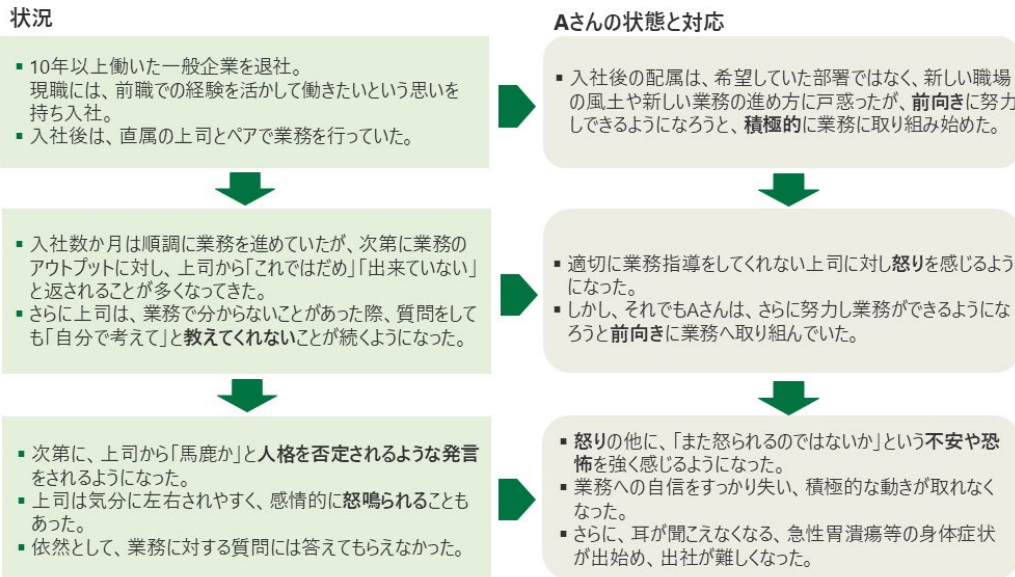 状況
Aさんの状態と対応
▪ 10年以上働いた一般企業を退社。
現職には、前職での経験を活かして働きたいという思いを
持ち入社。
▪ 入社後は、直属の上司とペアで業務を行っていた。
▪ 入社後の配属は、希望していた部署ではなく、新しい職場
の風土や新しい業務の進め方に戸惑ったが、前向きに努力
しできるようになろうと、積極的に業務に取り組み始めた。
▪ 入社数か月は順調に業務を進めていたが、次第に業務の
アウトプットに対し、上司から「これではだめ」「出来ていない」
と返されることが多くなってきた。
▪ さらに上司は、業務で分からないことがあった際、質問をして
も「自分で考えて」と教えてくれないことが続くようになった。
▪ 適切に業務指導をしてくれない上司に対し怒りを感じるよう
になった。
▪ しかし、それでもAさんは、さらに努力し業務ができるようにな
ろうと前向きに業務へ取り組んでいた。
▪ 次第に、上司から「馬鹿か」と人格を否定されるような発言
をされるようになった。
▪ 上司は気分に左右されやすく、感情的に怒鳴られることも
あった。
▪ 依然として、業務に対する質問には答えてもらえなかった。
▪ 怒りの他に、「また怒られるのではないか」という不安や恐
怖を強く感じるようになった。
▪ 業務への自信をすっかり失い、積極的な動きが取れなく
なった。
▪ さらに、耳が聞こえなくなる、急性胃潰瘍等の身体症状
が出始め、出社が難しくなった。